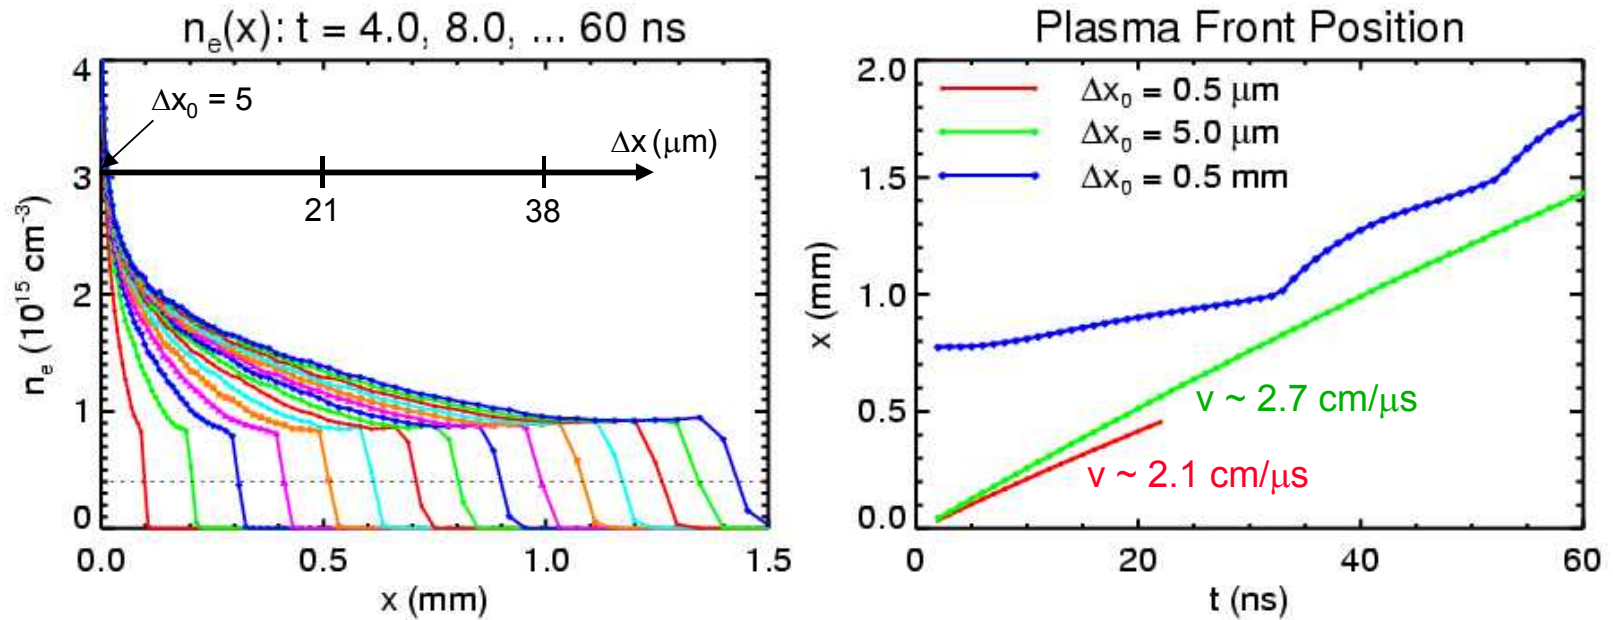 nₑ(x): t = 4.0, 8.0, ... 60 ns
Δx₀ = 5
Δx (μm)
21
38
nₑ (10¹⁵ cm⁻³)
4
3
2
1
0
0.0
0.5
1.0
1.5
x (mm)
Plasma Front Position
Δx₀ = 0.5 μm
Δx₀ = 5.0 μm
Δx₀ = 0.5 mm
v ~ 2.7 cm/μs
v ~ 2.1 cm/μs
x (mm)
2.0
1.5
1.0
0.5
0.0
0
20
40
60
t (ns)